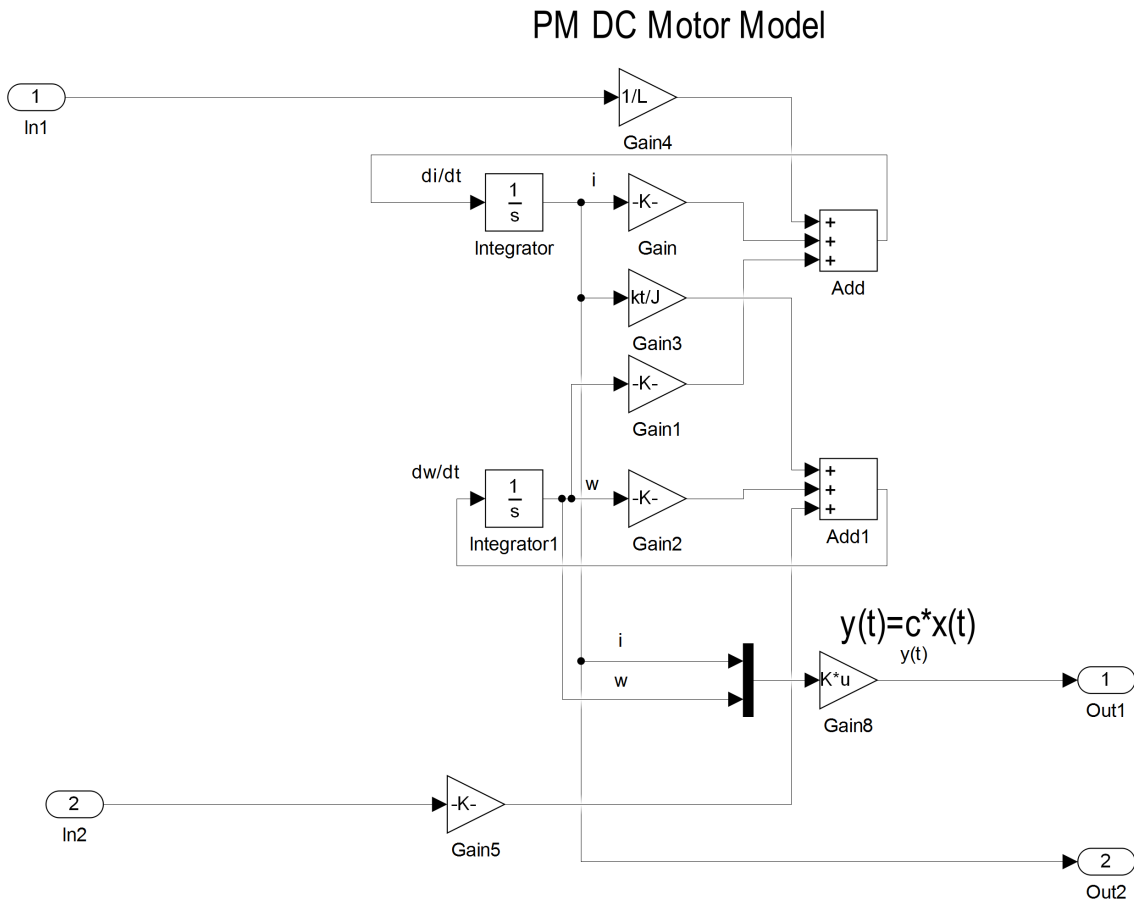 PM DC Motor Model
1
In1
1/L
Gain4
di/dt
1
s
Integrator
i
-K-
Gain
+
+
+
Add
kt/J
Gain3
-K-
Gain1
dw/dt
1
s
Integrator1
w
-K-
Gain2
+
+
+
Add1
i
w
y(t)=c*x(t)
y(t)
K*u
Gain8
1
Out1
2
In2
-K-
Gain5
2
Out2